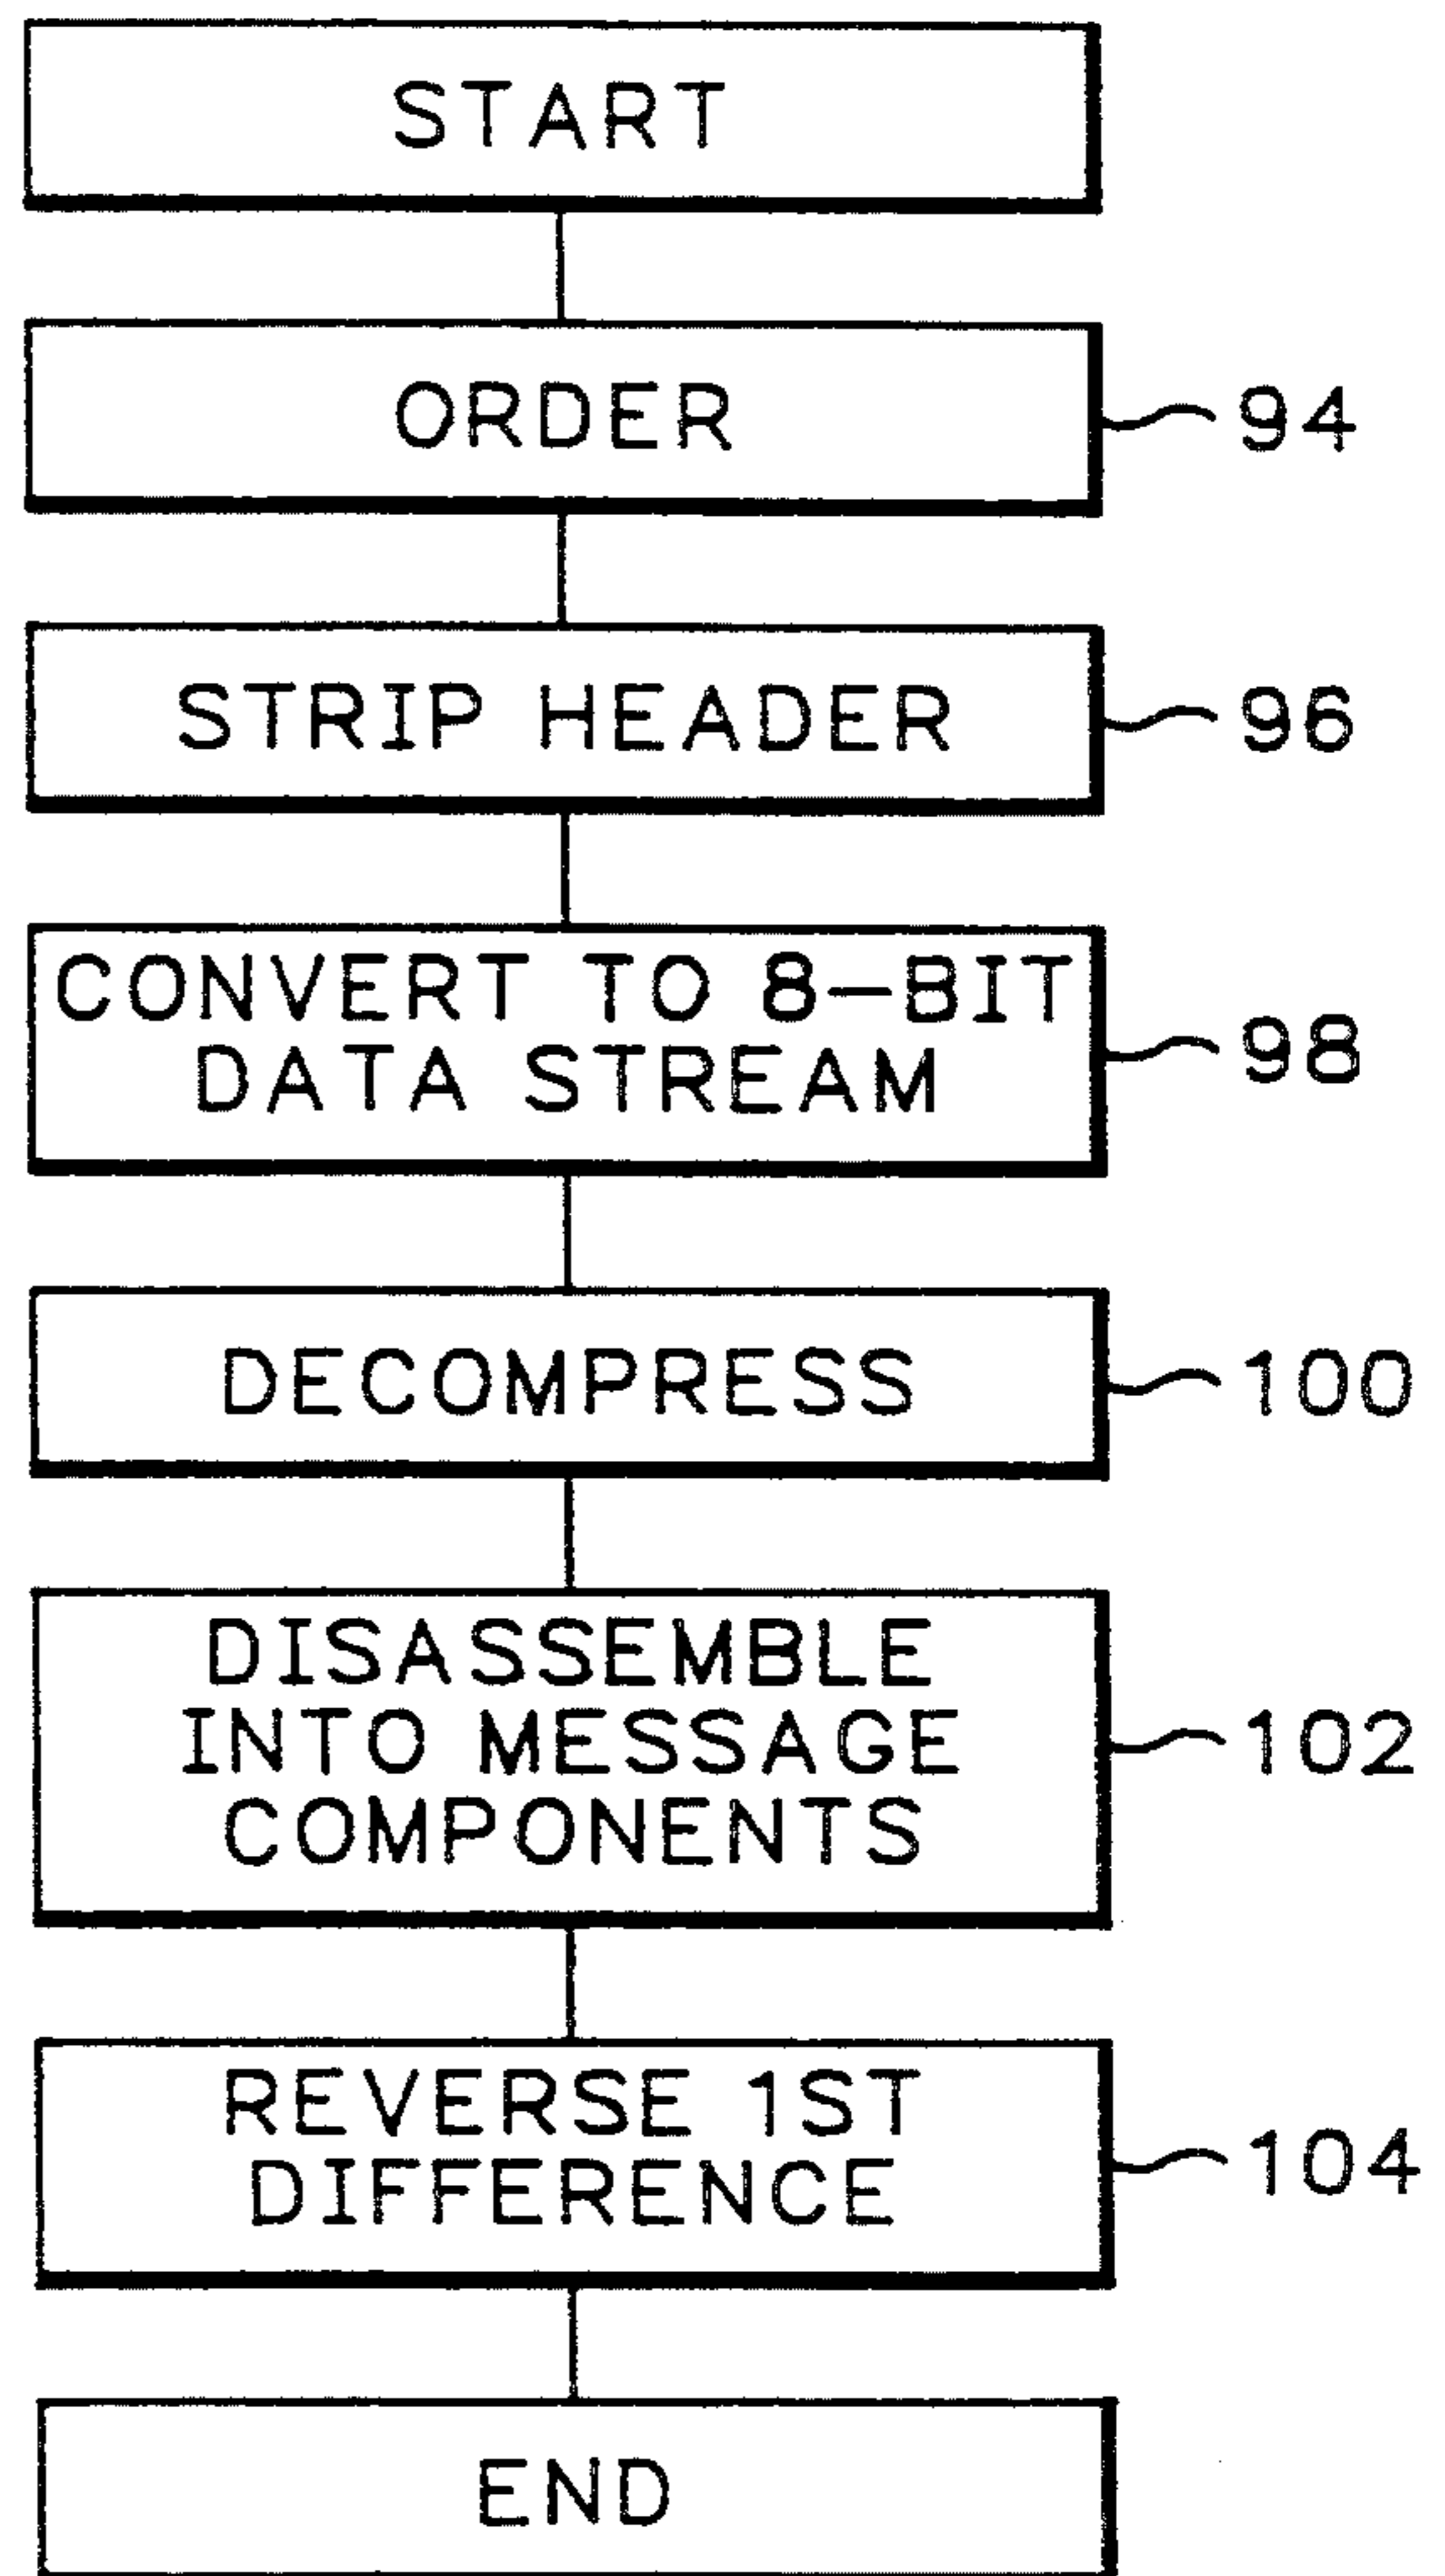 START
ORDER
94
STRIP HEADER
96
CONVERT TO 8-BIT
DATA STREAM
98
DECOMPRESS
100
DISASSEMBLE
INTO MESSAGE
COMPONENTS
102
REVERSE 1ST
DIFFERENCE
104
END